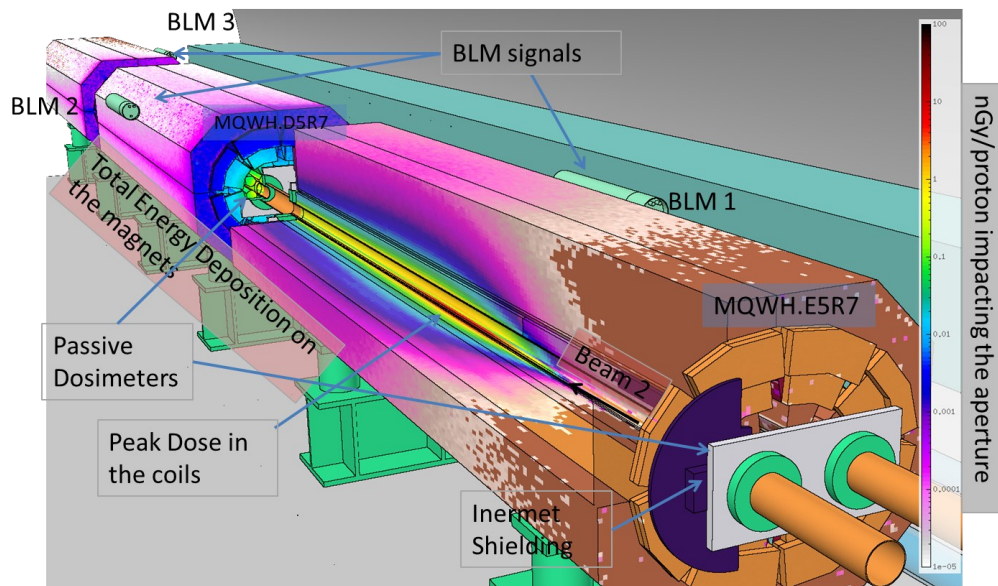 BLM 3
BLM signals
BLM 2
MQWH.D5R7
BLM 1
Total Energy Deposition on
the magnets
MQWH.E5R7
Passive
Dosimeters
Beam 2
Peak Dose in
the coils
Inermet
Shielding
100
10
1
0.1
0.01
0.001
0.0001
1e-05
nGy/proton impacting the aperture